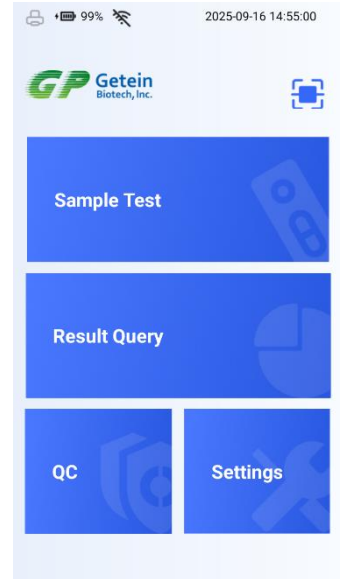 99% 2025-09-16 14:55:00
GP Getein
Biotech, Inc.
Sample Test
Result Query
QC Settings